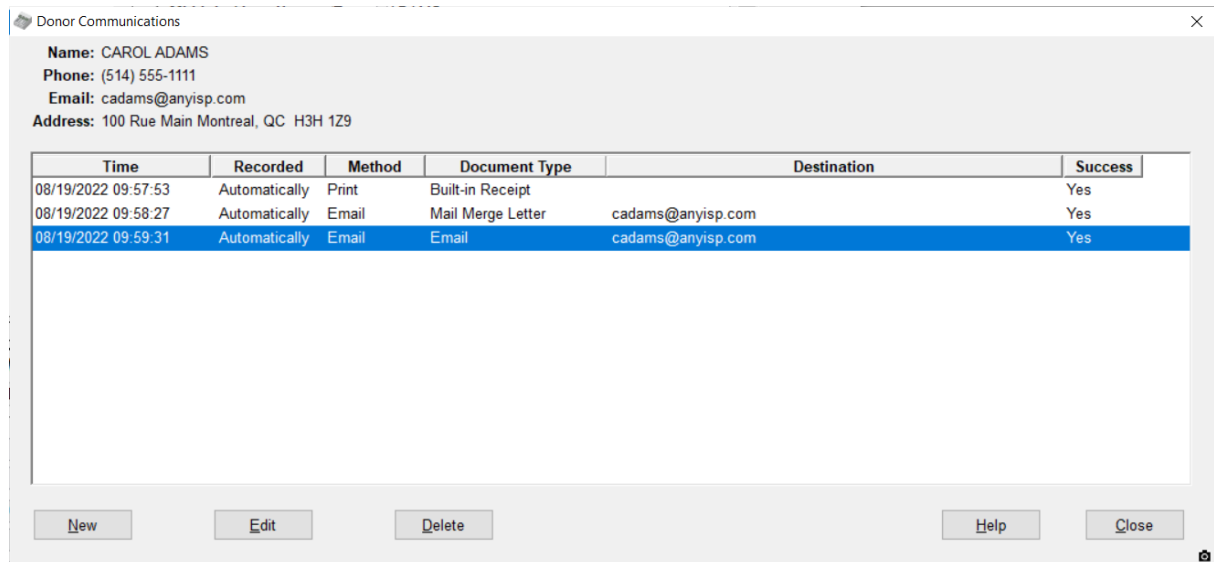 Donor Communications
Name: CAROL ADAMS
Phone: (514) 555-1111
Email: cadams@anyisp.com
Address: 100 Rue Main Montreal, QC H3H 1Z9
Time Recorded Method Document Type Destination Success
08/19/2022 09:57:53 Automatically Print Built-in Receipt Yes
08/19/2022 09:58:27 Automatically Email Mail Merge Letter cadams@anyisp.com Yes
08/19/2022 09:59:31 Automatically Email Email cadams@anyisp.com Yes
New Edit Delete Help Close